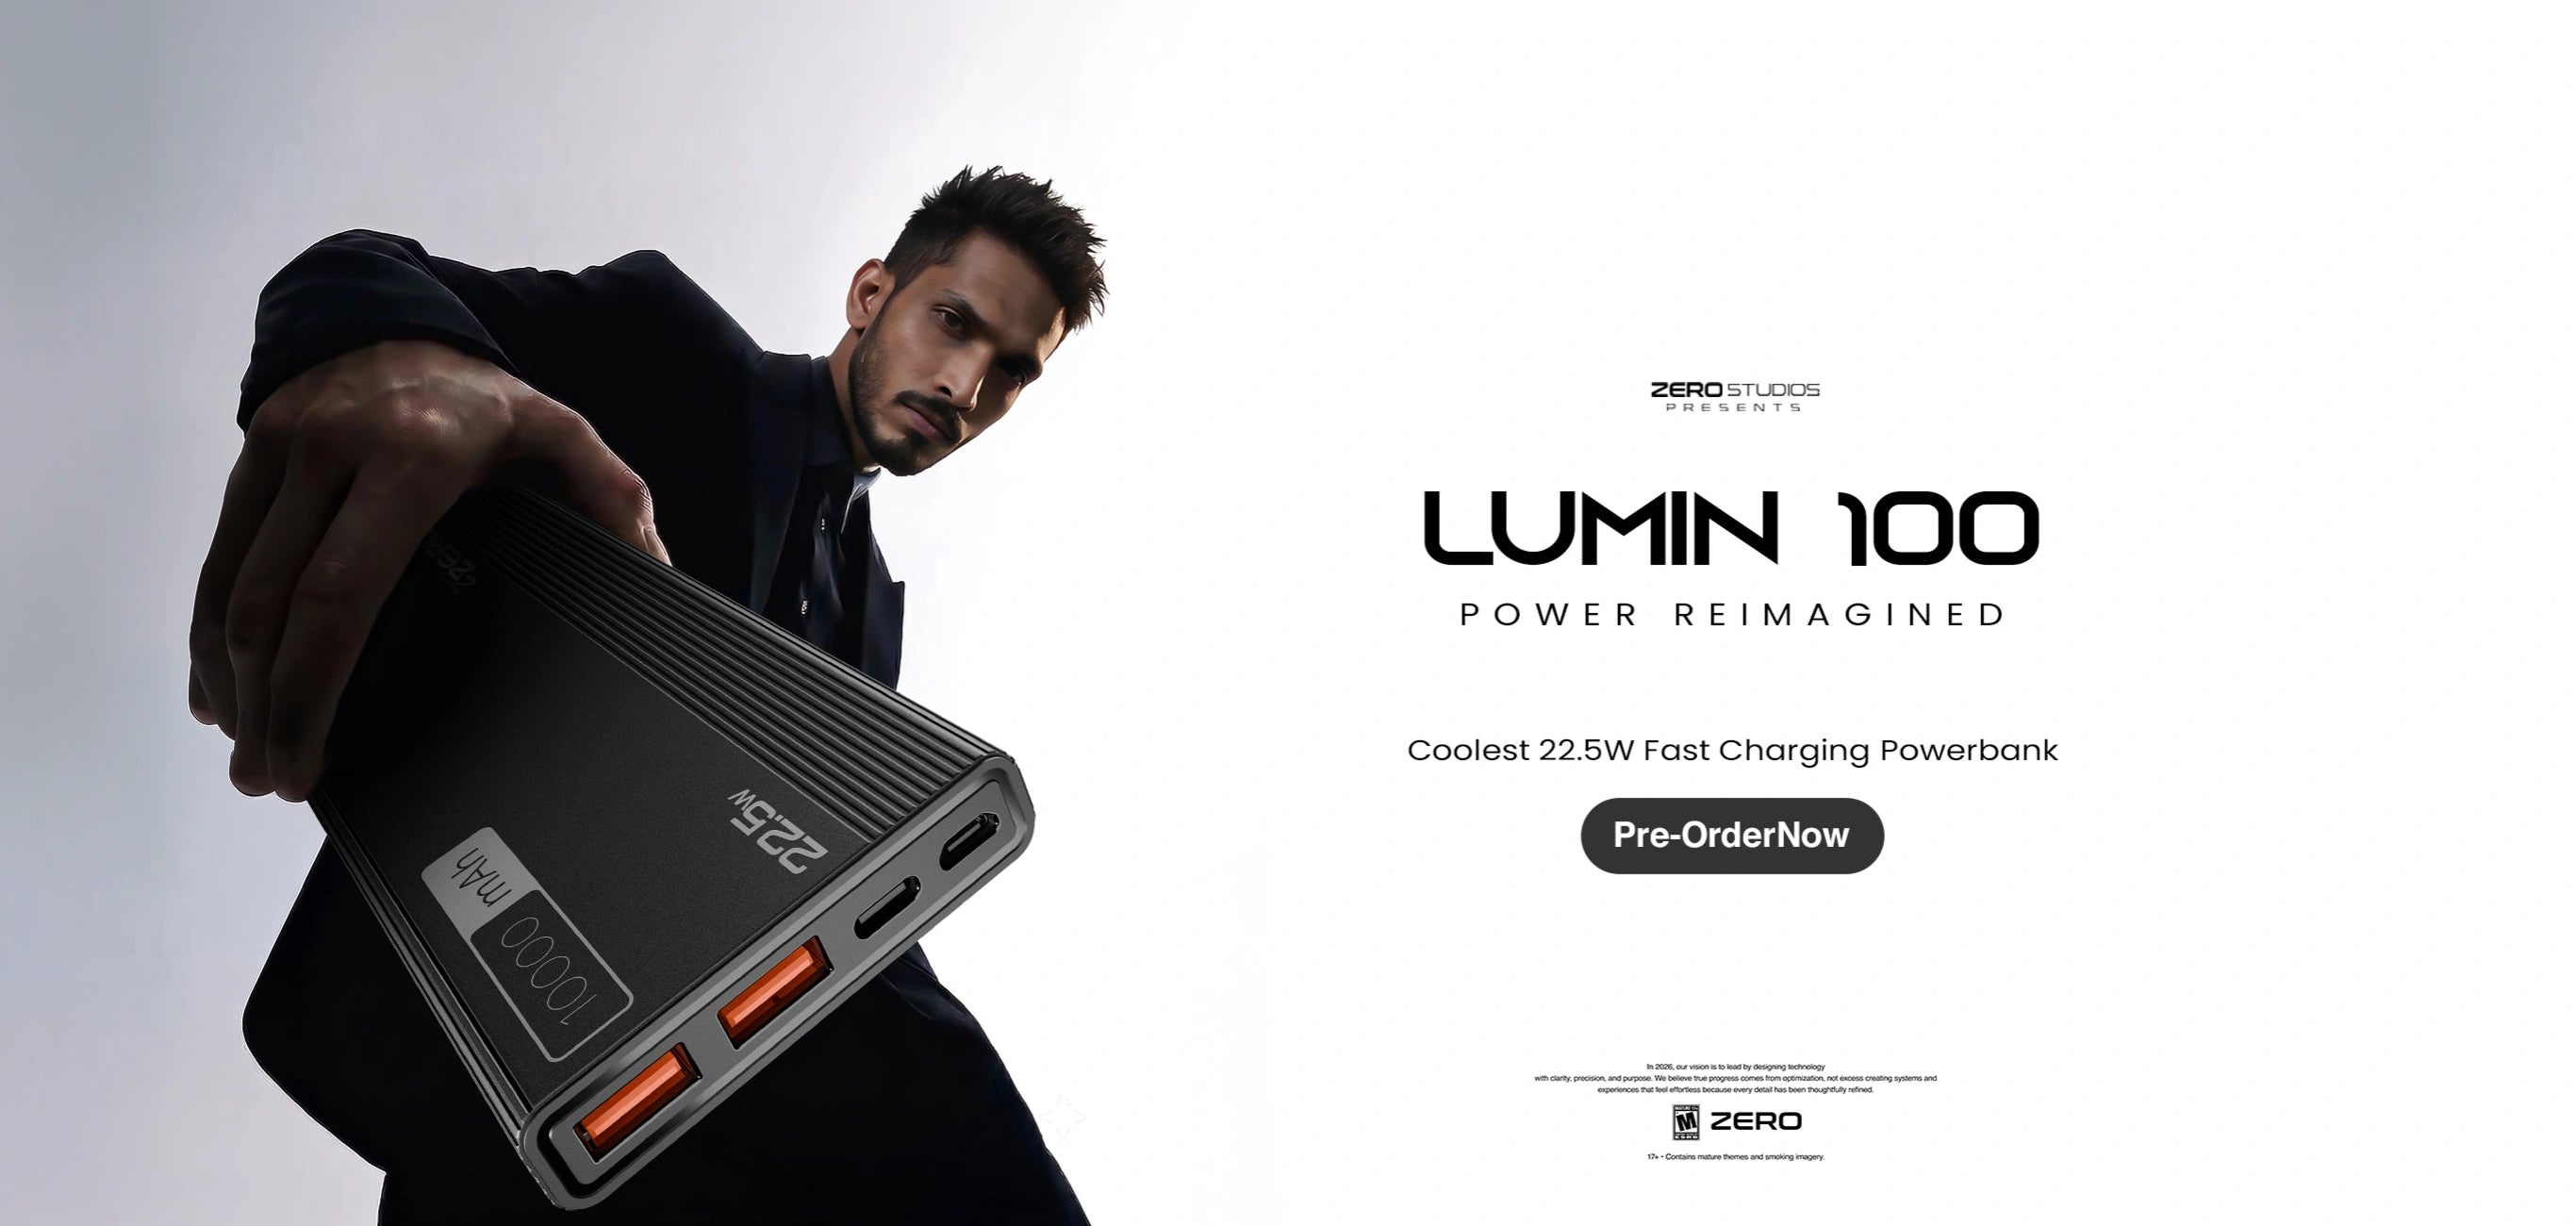 ZERO STUDIOS
PRESENTS
LUMIN 100
POWER REIMAGINED
Coolest 22.5W Fast Charging Powerbank
Pre-OrderNow
22.5W
10000 mAh
In 2026, our vision is to lead by designing technology
with clarity, precision, and purpose. We believe true progress comes from optimization, not excess creating systems and
experiences that feel effortless because every detail has been thoughtfully refined.
M
ZERO
17+ • Contains mature themes and smoking imagery.